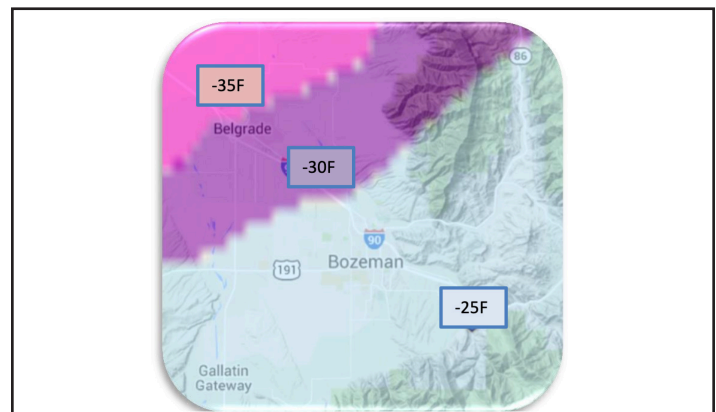 86
-35F
Belgrade
-30F
90
Bozeman
191
-25F
Gallatin
Gateway